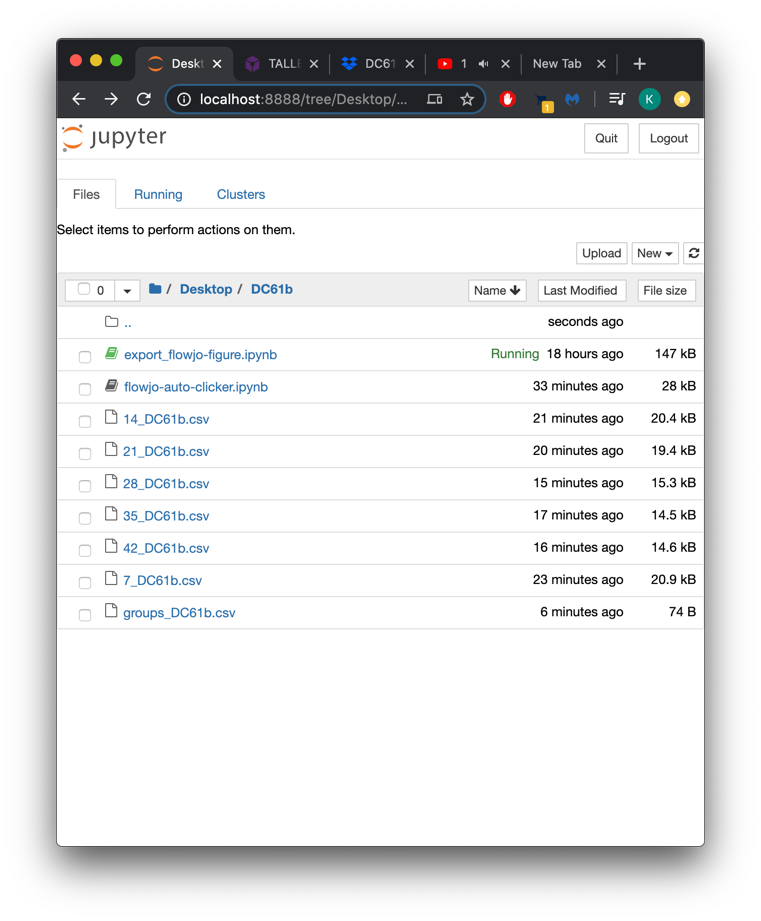 Deskt TALLE DC61 1 New Tab
localhost:8888/tree/Desktop/... 1 K
jupyter Quit Logout
Files Running Clusters
Select items to perform actions on them.
Upload New
0 / Desktop / DC61b Name Last Modified File size
.. seconds ago
export_flowjo-figure.ipynb Running 18 hours ago 147 kB
flowjo-auto-clicker.ipynb 33 minutes ago 28 kB
14_DC61b.csv 21 minutes ago 20.4 kB
21_DC61b.csv 20 minutes ago 19.4 kB
28_DC61b.csv 15 minutes ago 15.3 kB
35_DC61b.csv 17 minutes ago 14.5 kB
42_DC61b.csv 16 minutes ago 14.6 kB
7_DC61b.csv 23 minutes ago 20.9 kB
groups_DC61b.csv 6 minutes ago 74 B